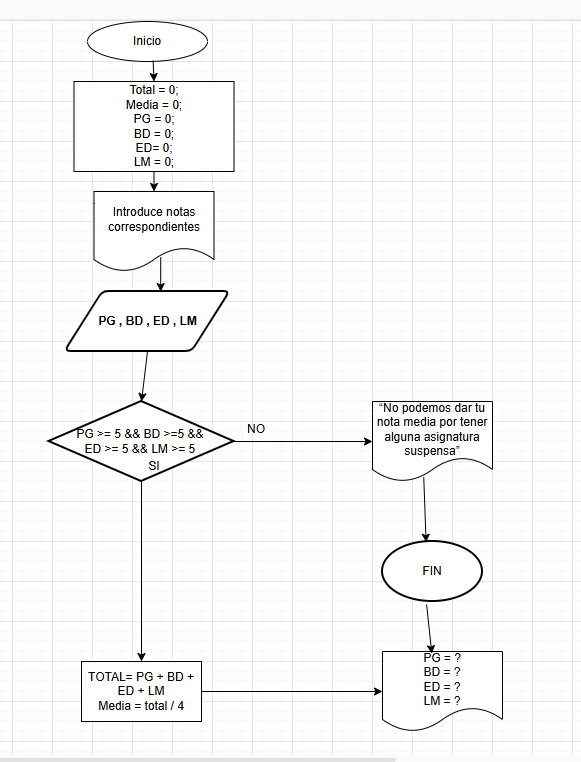 Inicio
Total = 0;
Media = 0;
PG = 0;
BD = 0;
ED= 0;
LM = 0;
Introduce notas
correspondientes
PG , BD , ED , LM
PG >= 5 && BD >=5 &&
ED >= 5 && LM >= 5
SI
NO
“No podemos dar tu
nota media por tener
alguna asignatura
suspensa”
FIN
TOTAL= PG + BD +
ED + LM
Media = total / 4
PG = ?
BD = ?
ED = ?
LM = ?